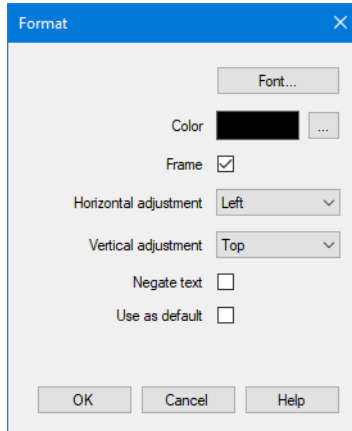 Format
Font...
Color ...
Frame
Horizontal adjustment Left
Vertical adjustment Top
Negate text
Use as default
OK Cancel Help